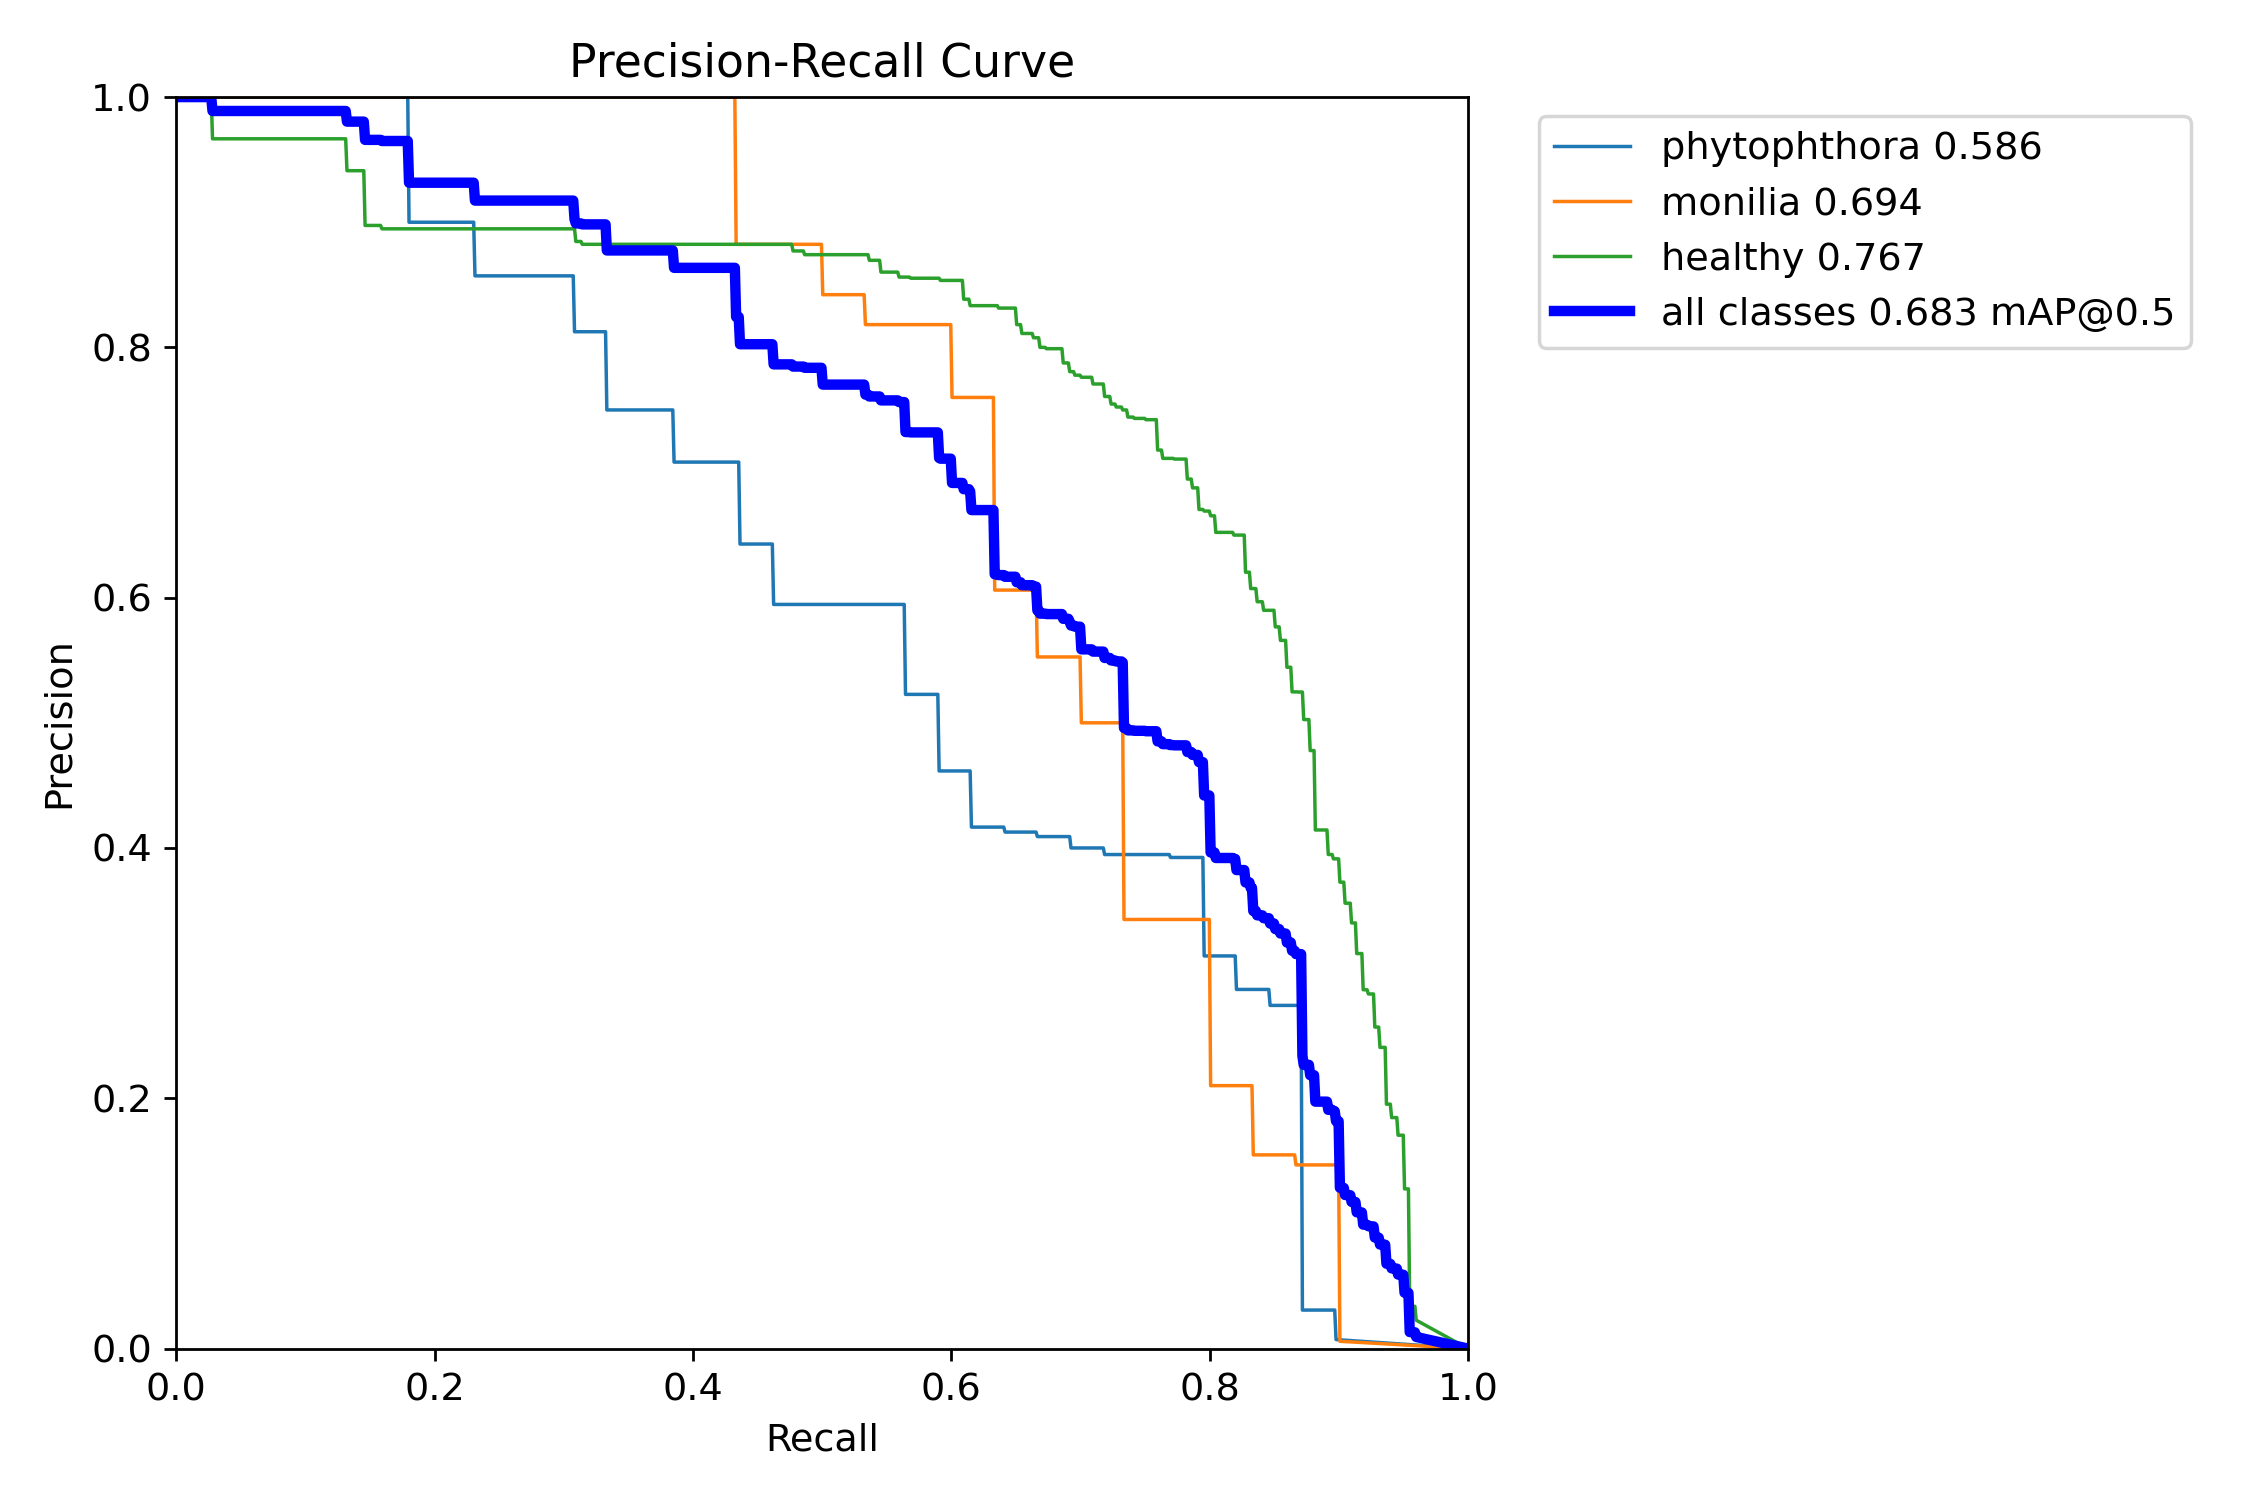 Precision-Recall Curve
1.0
0.8
0.6
0.4
0.2
0.0
Precision
0.0 0.2 0.4 0.6 0.8 1.0
Recall
phytophthora 0.586
monilia 0.694
healthy 0.767
all classes 0.683 mAP@0.5